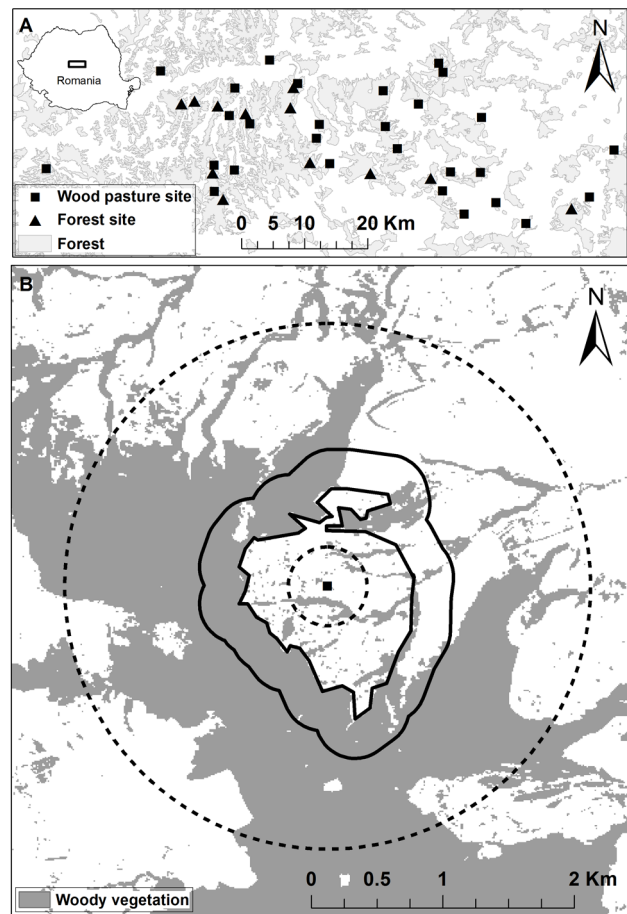 A
Romania
N
Wood pasture site
Forest site
Forest
0 5 10 20 Km
B
N
Woody vegetation
0 0.5 1 2 Km